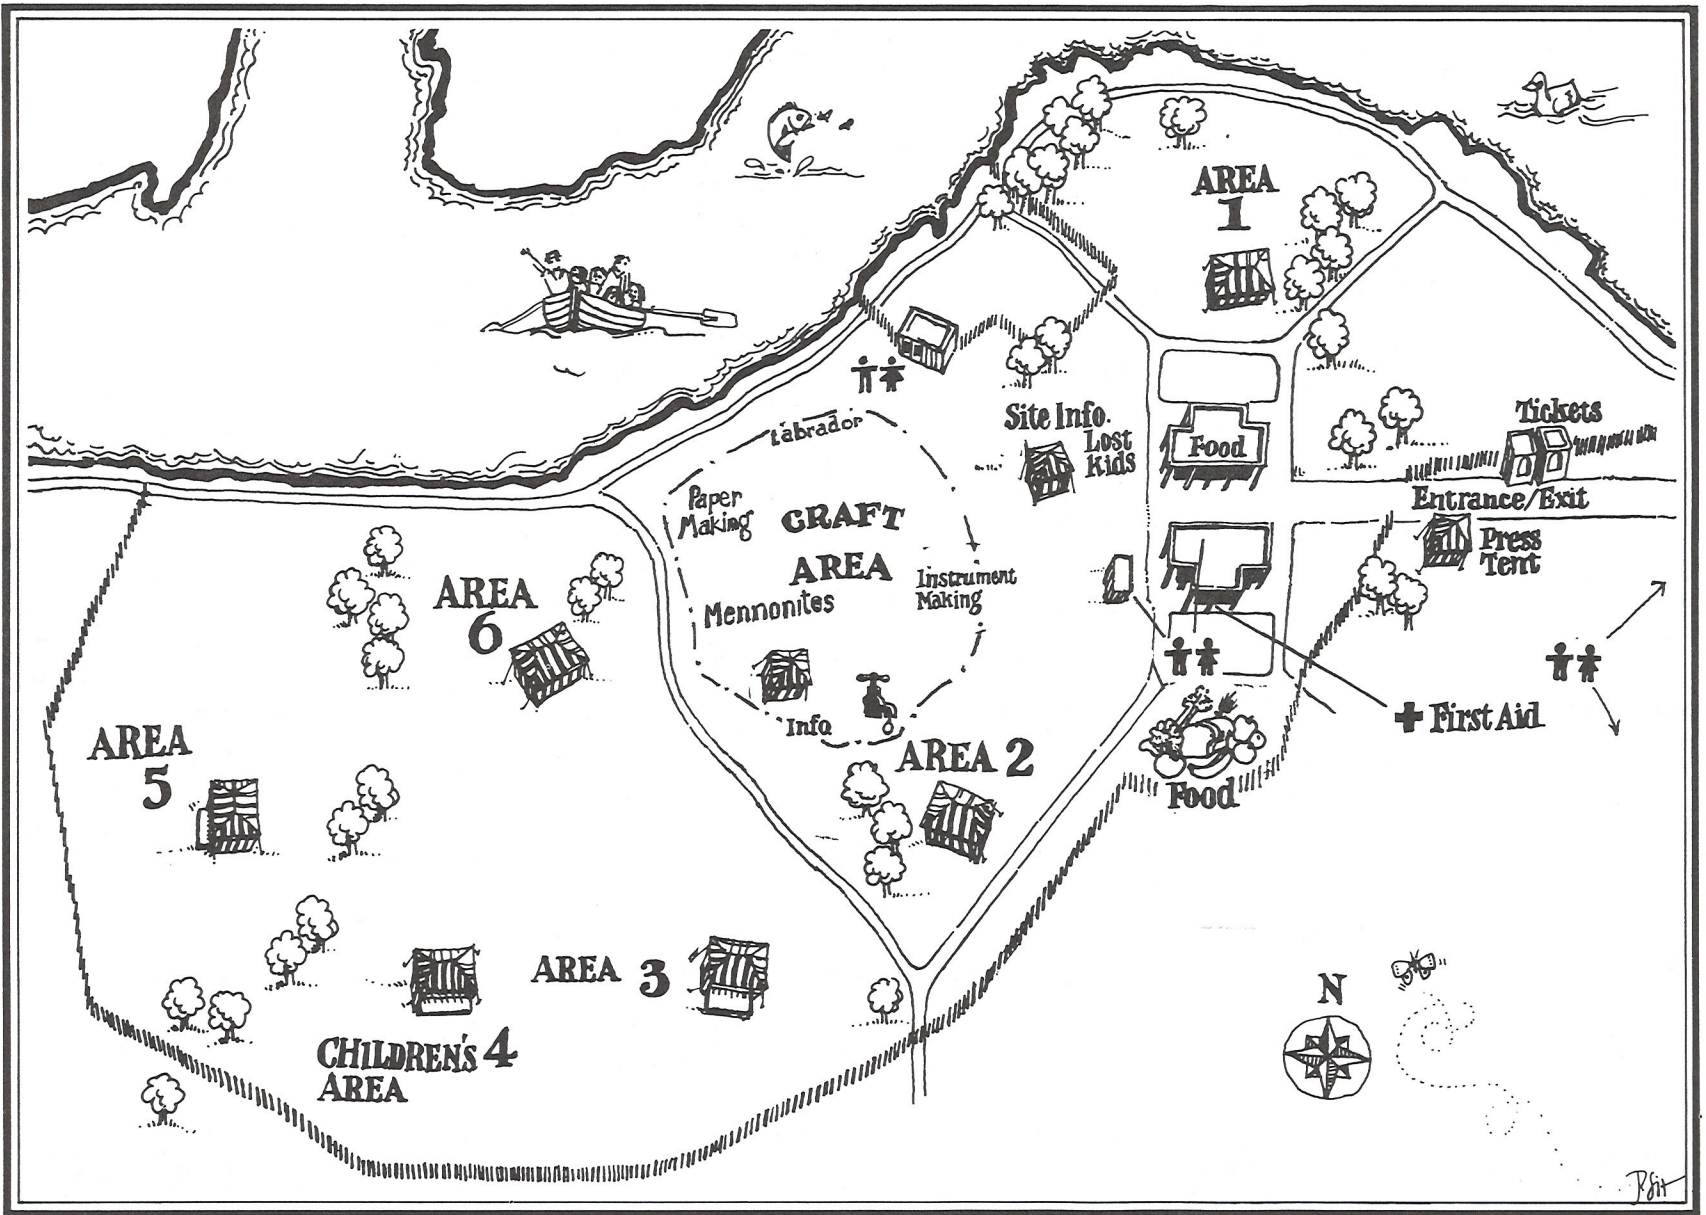 AREA
1
Tickets
Site Info.
Lost
Kids
Food
Labrador
Entrance/Exit
Paper
Making
CRAFT
AREA
Press
Tent
Instrument
Making
Mennonites
AREA
6
Info
First Aid
AREA
5
AREA 2
Food
AREA 3
N
CHILDREN'S 4
AREA